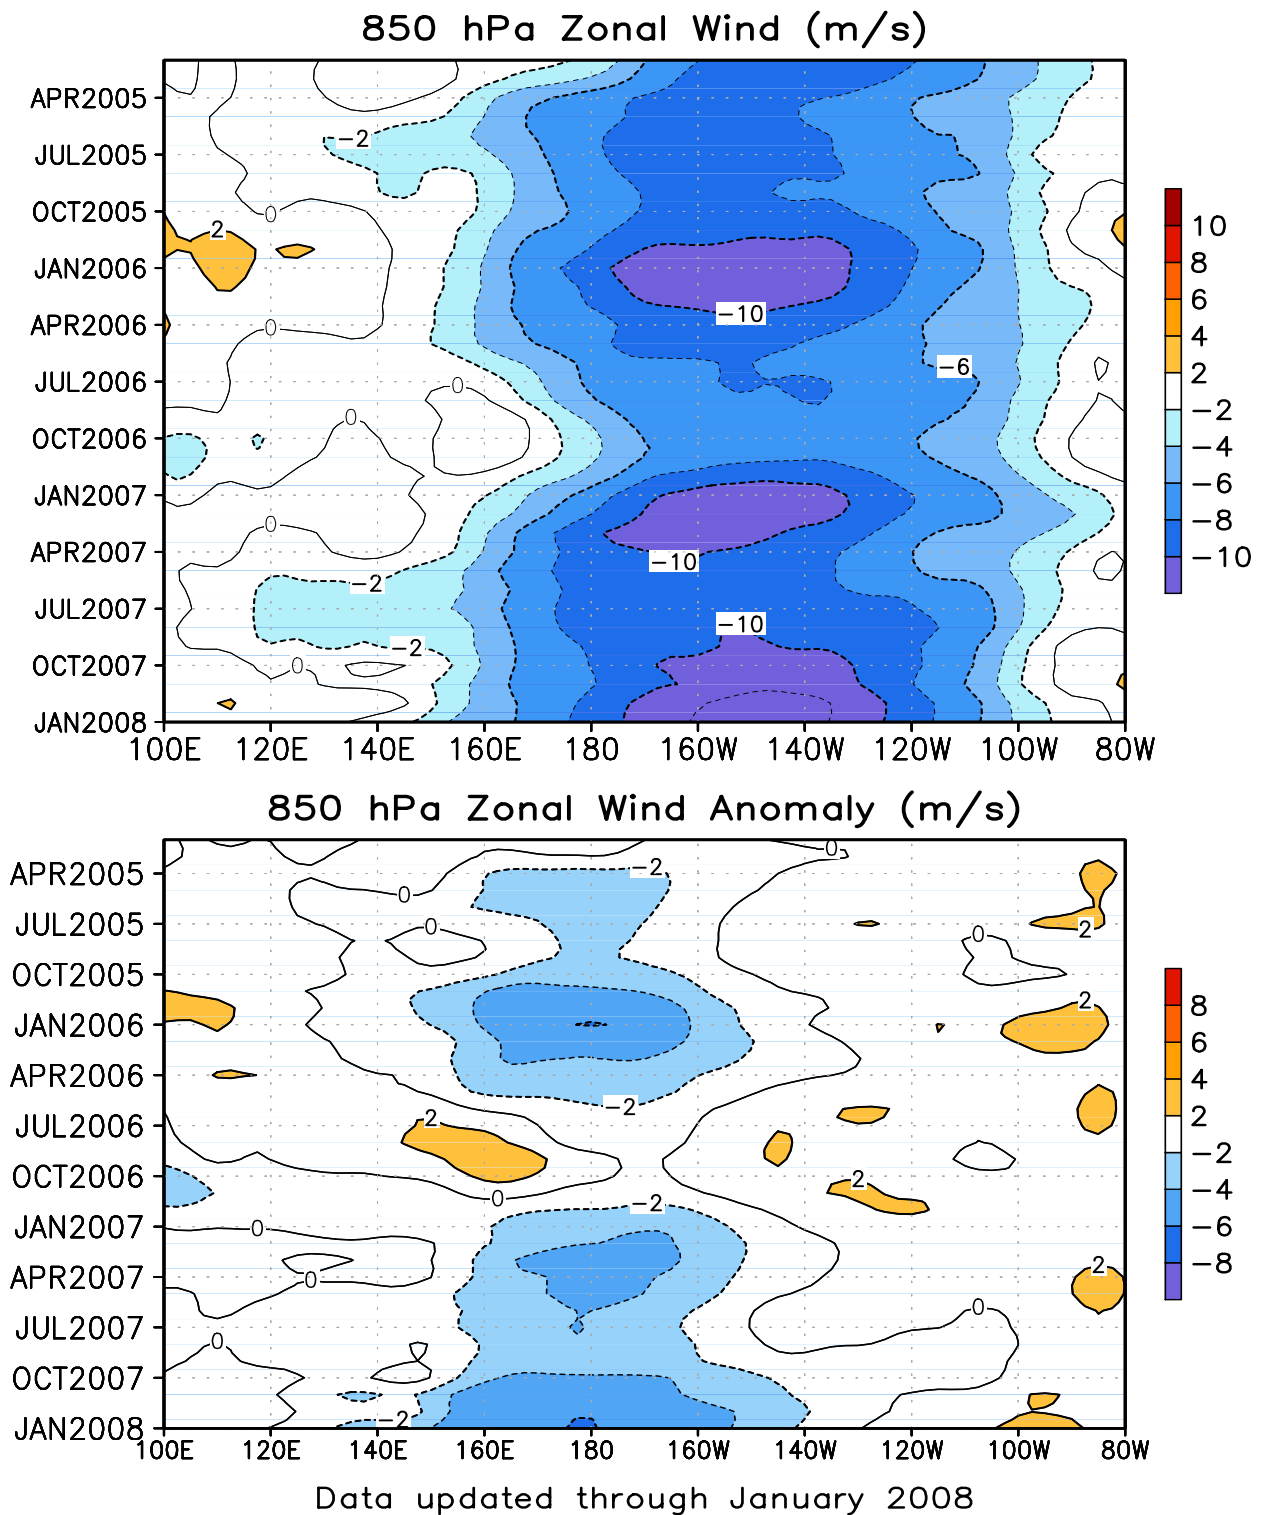 850 hPa Zonal Wind (m/s)
APR2005
JUL2005
OCT2005
JAN2006
APR2006
JUL2006
OCT2006
JAN2007
APR2007
JUL2007
OCT2007
JAN2008
-2
0
2
0
-10
-6
0
0
0
-10
-2
-10
-2
0
100E 120E 140E 160E 180 160W 140W 120W 100W 80W
10
8
6
4
2
-2
-4
-6
-8
-10
850 hPa Zonal Wind Anomaly (m/s)
APR2005
JUL2005
OCT2005
JAN2006
APR2006
JUL2006
OCT2006
JAN2007
APR2007
JUL2007
OCT2007
JAN2008
0
-2
0
0
2
0
2
-2
2
2
0
-2
0
2
0
0
0
-2
100E 120E 140E 160E 180 160W 140W 120W 100W 80W
8
6
4
2
-2
-4
-6
-8
Data updated through January 2008